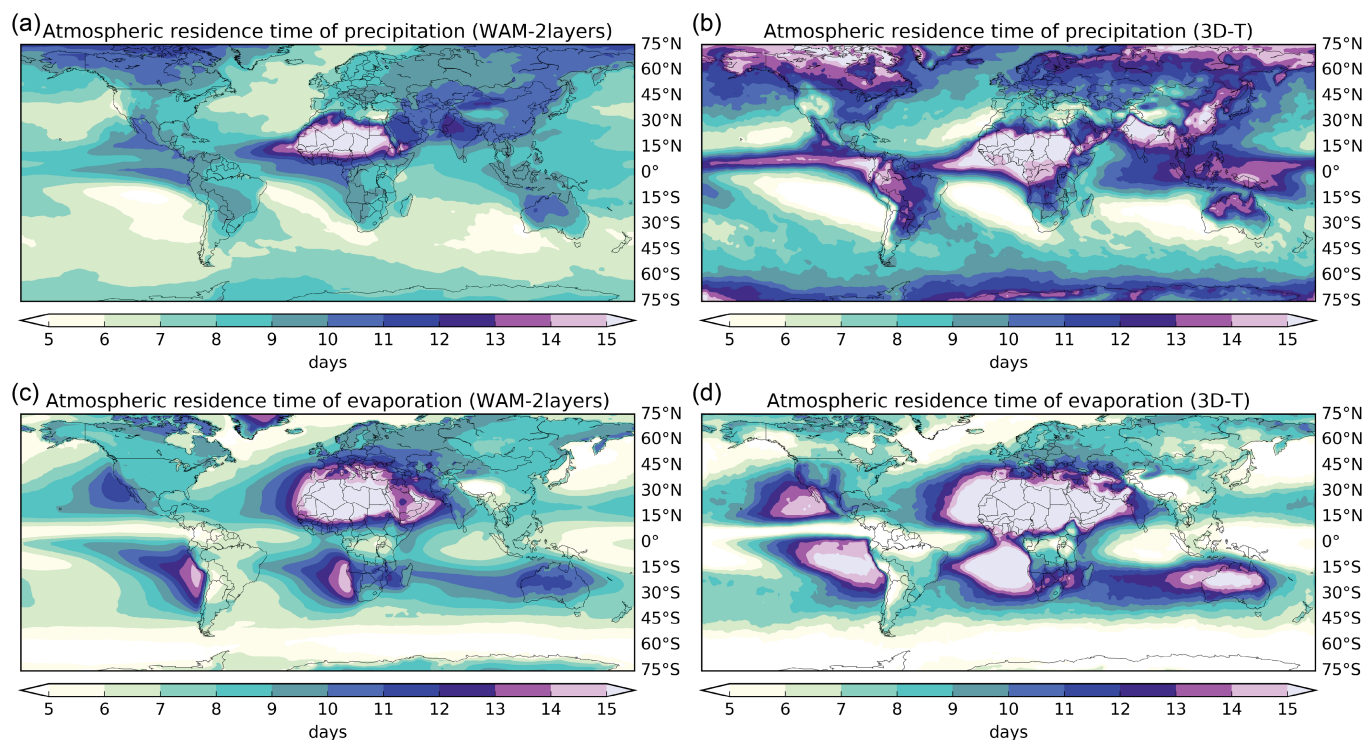 (a)
Atmospheric residence time of precipitation (WAM-2layers)
75°N
60°N
45°N
30°N
15°N
0°
15°S
30°S
45°S
60°S
75°S
5 6 7 8 9 10 11 12 13 14 15
days
(b)
Atmospheric residence time of precipitation (3D-T)
75°N
60°N
45°N
30°N
15°N
0°
15°S
30°S
45°S
60°S
75°S
5 6 7 8 9 10 11 12 13 14 15
days
(c)
Atmospheric residence time of evaporation (WAM-2layers)
75°N
60°N
45°N
30°N
15°N
0°
15°S
30°S
45°S
60°S
75°S
5 6 7 8 9 10 11 12 13 14 15
days
(d)
Atmospheric residence time of evaporation (3D-T)
75°N
60°N
45°N
30°N
15°N
0°
15°S
30°S
45°S
60°S
75°S
5 6 7 8 9 10 11 12 13 14 15
days